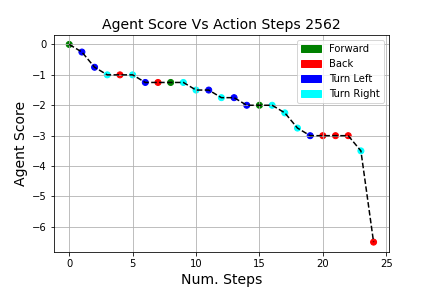 Agent Score Vs Action Steps 2562
Forward
Back
Turn Left
Turn Right
Agent Score
0
−1
−2
−3
−4
−5
−6
0
5
10
15
20
25
Num. Steps